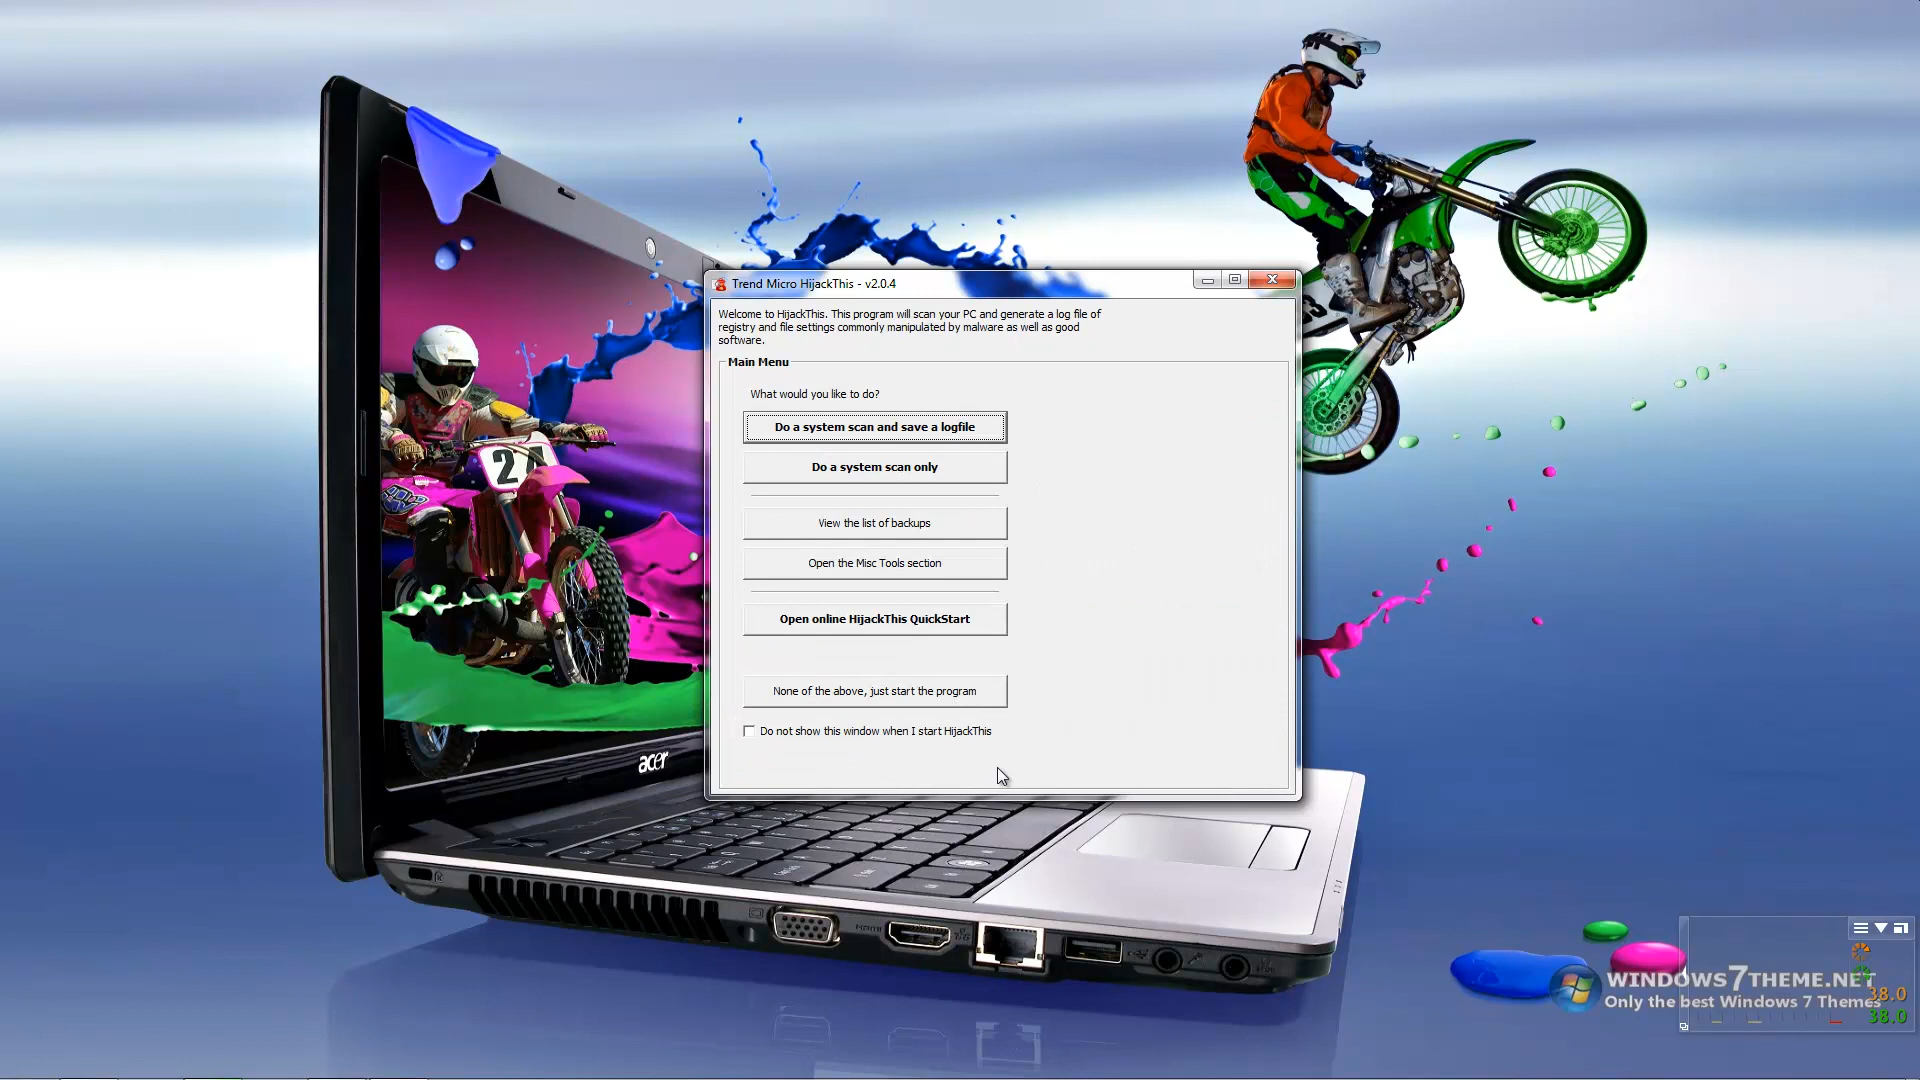 Trend Micro HijackThis - v2.0.4
Welcome to HijackThis. This program will scan your PC and generate a log file of
registry and file settings commonly manipulated by malware as well as good
software.
Main Menu
What would you like to do?
Do a system scan and save a logfile
Do a system scan only
View the list of backups
Open the Misc Tools section
Open online HijackThis QuickStart
None of the above, just start the program
Do not show this window when I start HijackThis
24
acer
HDMI
WINDOWS7THEME.NET
Only the best Windows 7 Themes
38.0
38.0